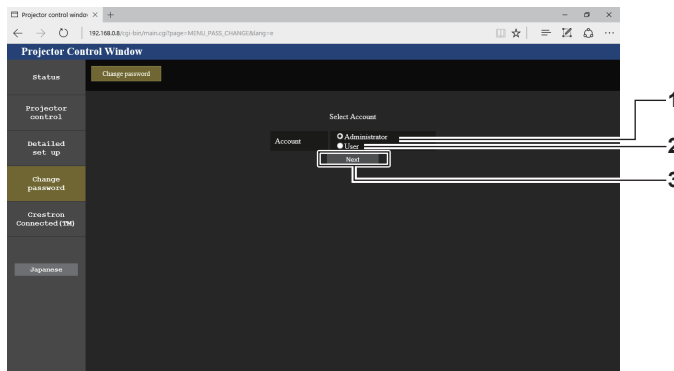 Projector control windov
192.168.0.8/cgi-bin/main.cgi?page=MENU_PASS_CHANGE&lang=e
Projector Control Window
Status
Change password
Projector
control
Select Account
Account
Administrator
User
Next
Detailed
set up
Change
password
Crestron
Connected(TM)
Japanese
1
2
3